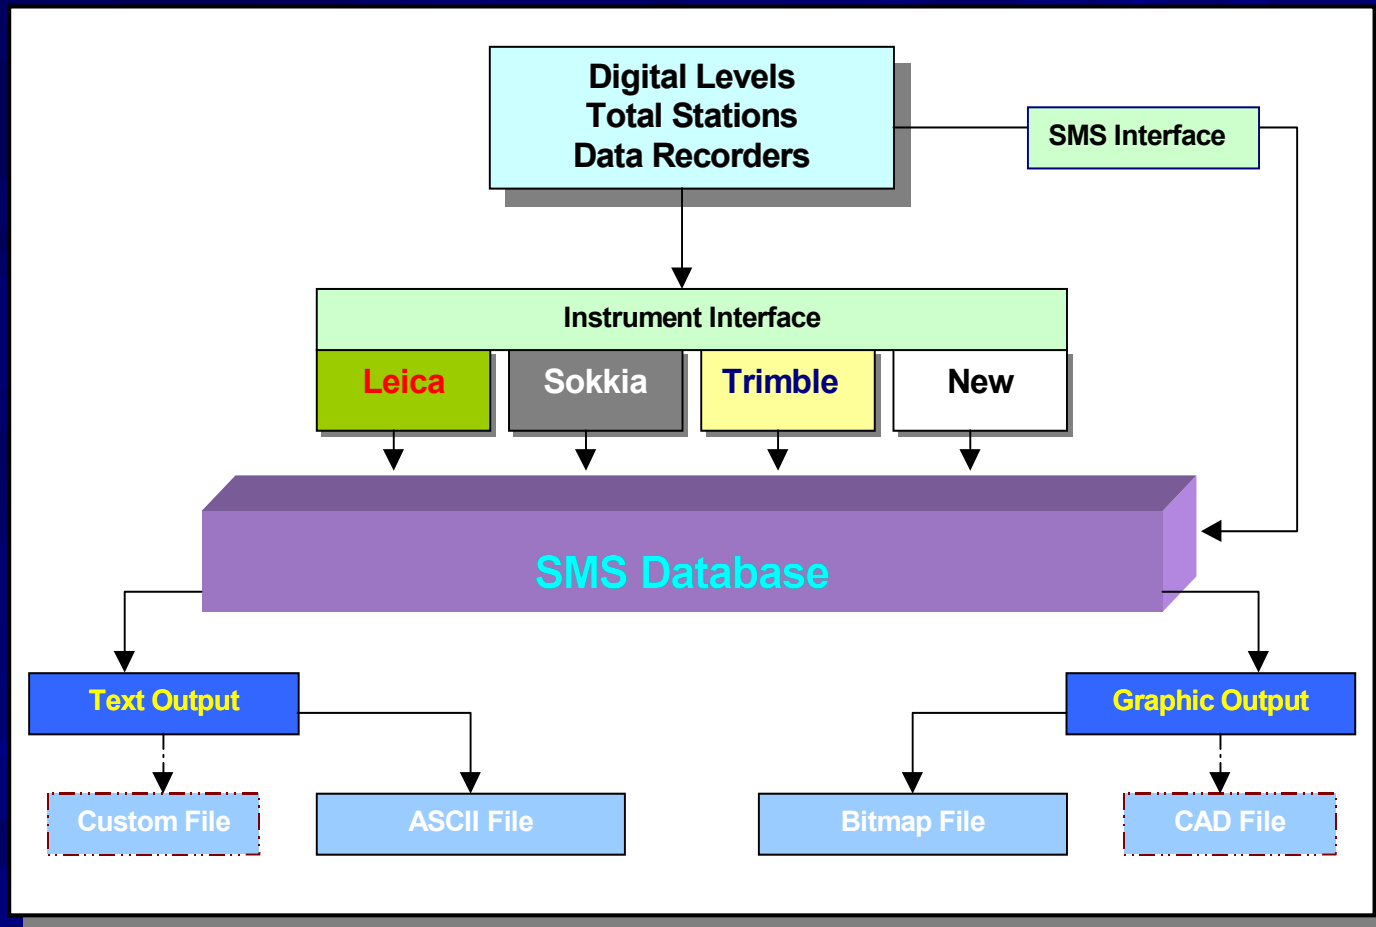 Digital Levels
Total Stations
Data Recorders
SMS Interface
Instrument Interface
Leica
Sokkia
Trimble
New
SMS Database
Text Output
Graphic Output
Custom File
ASCII File
Bitmap File
CAD File